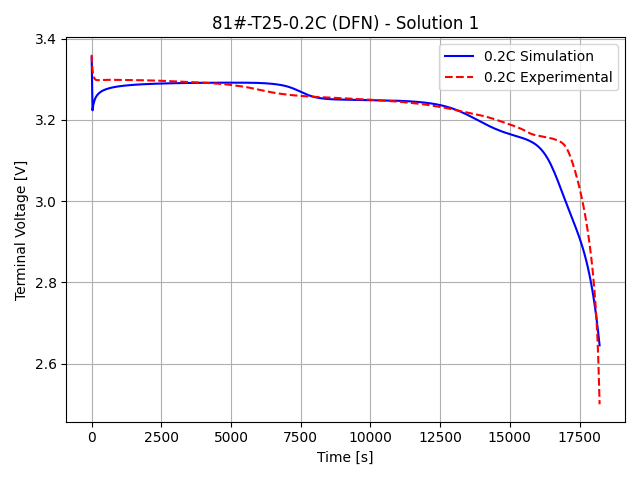 81#-T25-0.2C (DFN) - Solution 1
0.2C Simulation
0.2C Experimental
Terminal Voltage [V]
3.4
3.2
3.0
2.8
2.6
0 2500 5000 7500 10000 12500 15000 17500
Time [s]